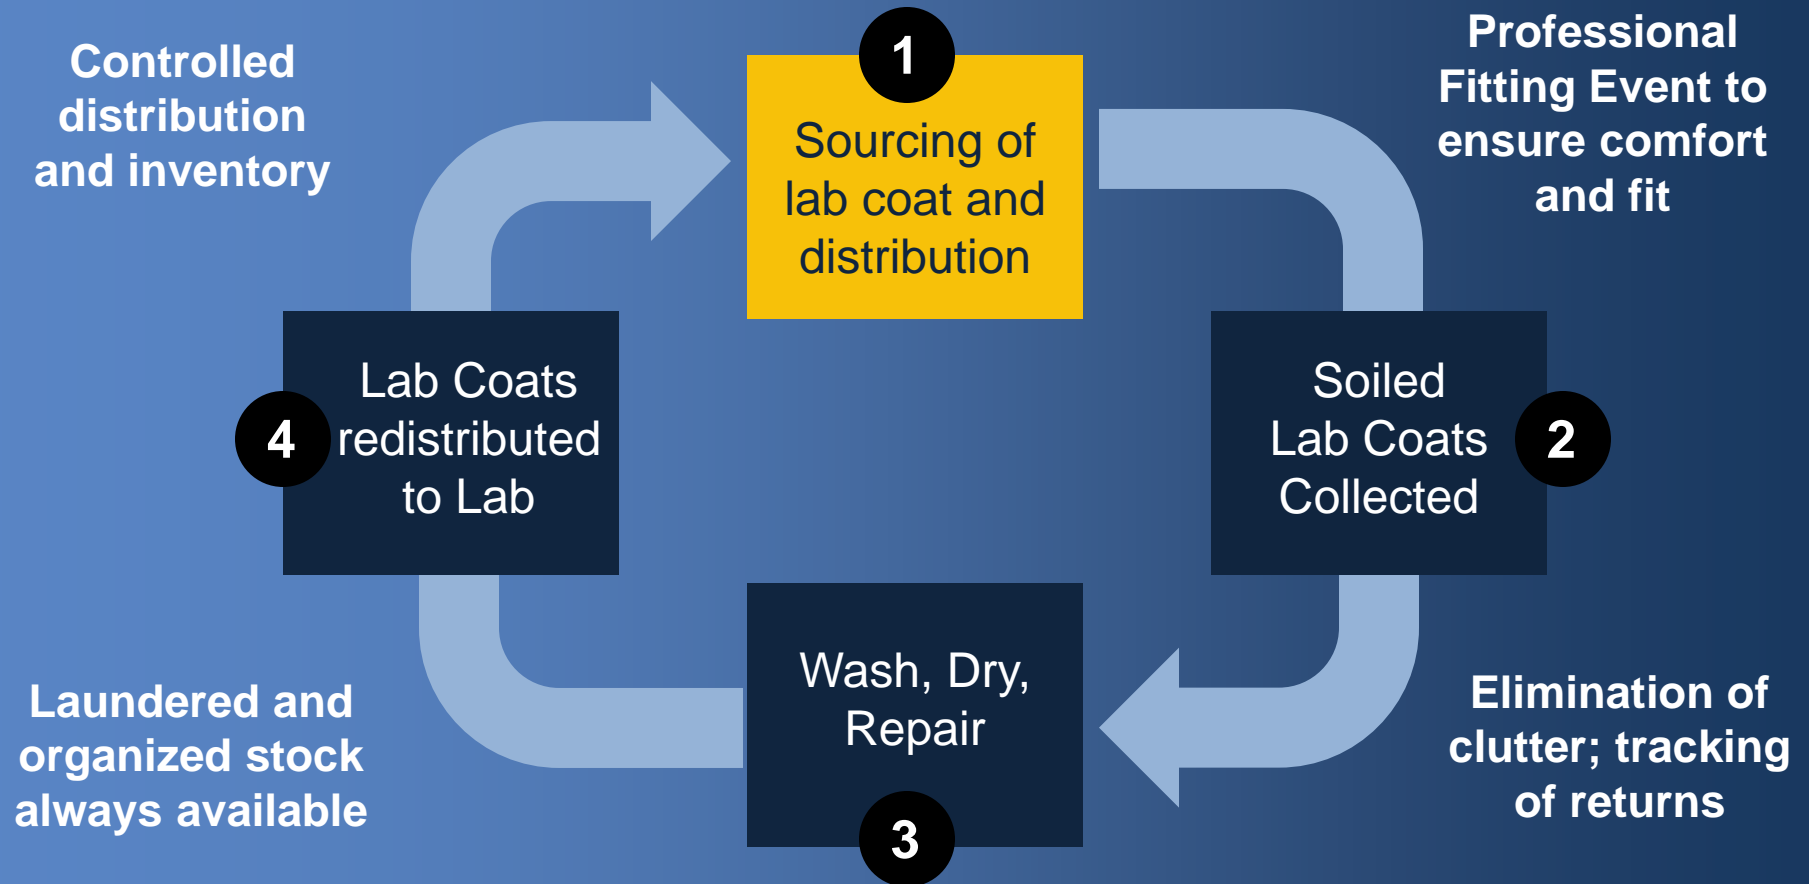 Controlled
distribution
and inventory
1
Sourcing of
lab coat and
distribution
Professional
Fitting Event to
ensure comfort
and fit
4
Lab Coats
redistributed
to Lab
Soiled
Lab Coats
Collected
2
Laundered and
organized stock
always available
Wash, Dry,
Repair
3
Elimination of
clutter; tracking
of returns